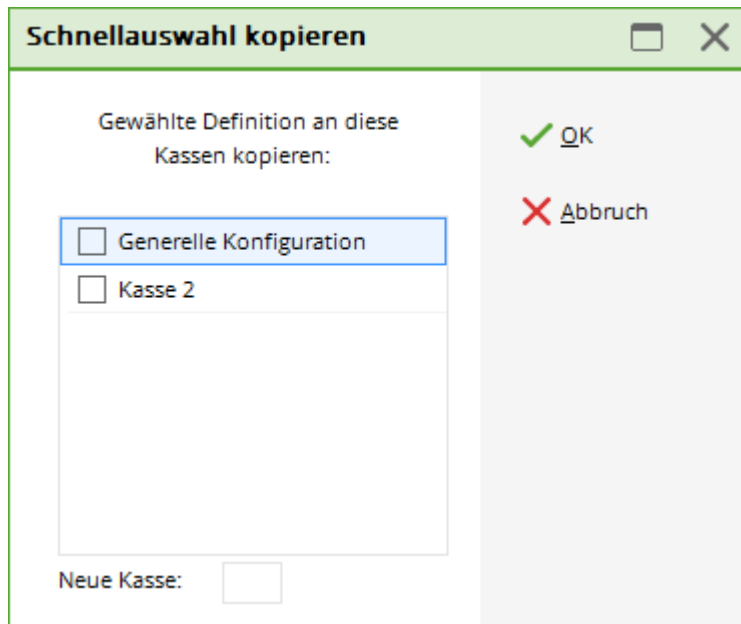 Schnellauswahl kopieren
Gewählte Definition an diese
Kassen kopieren:
OK
Abbruch
Generelle Konfiguration
Kasse 2
Neue Kasse: